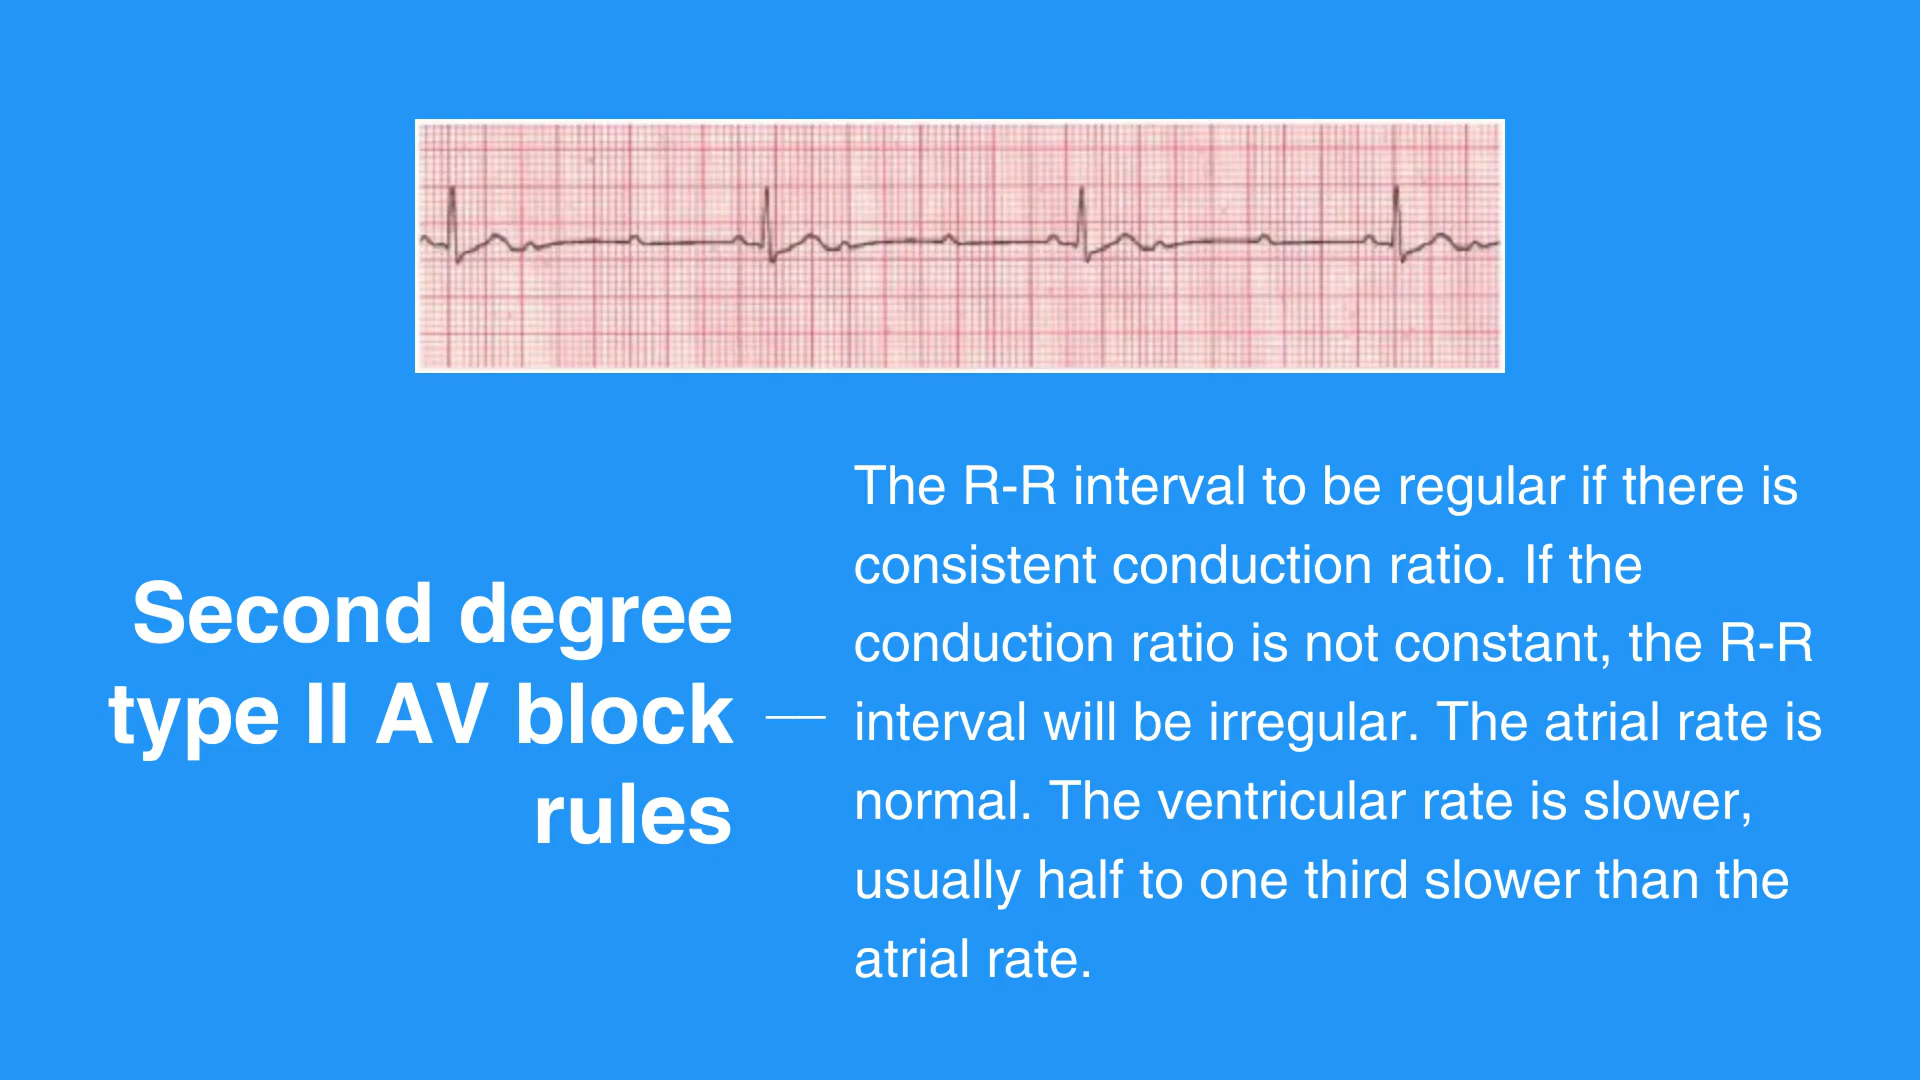 Second degree
type II AV block
rules
The R-R interval to be regular if there is
consistent conduction ratio. If the
conduction ratio is not constant, the R-R
interval will be irregular. The atrial rate is
normal. The ventricular rate is slower,
usually half to one third slower than the
atrial rate.